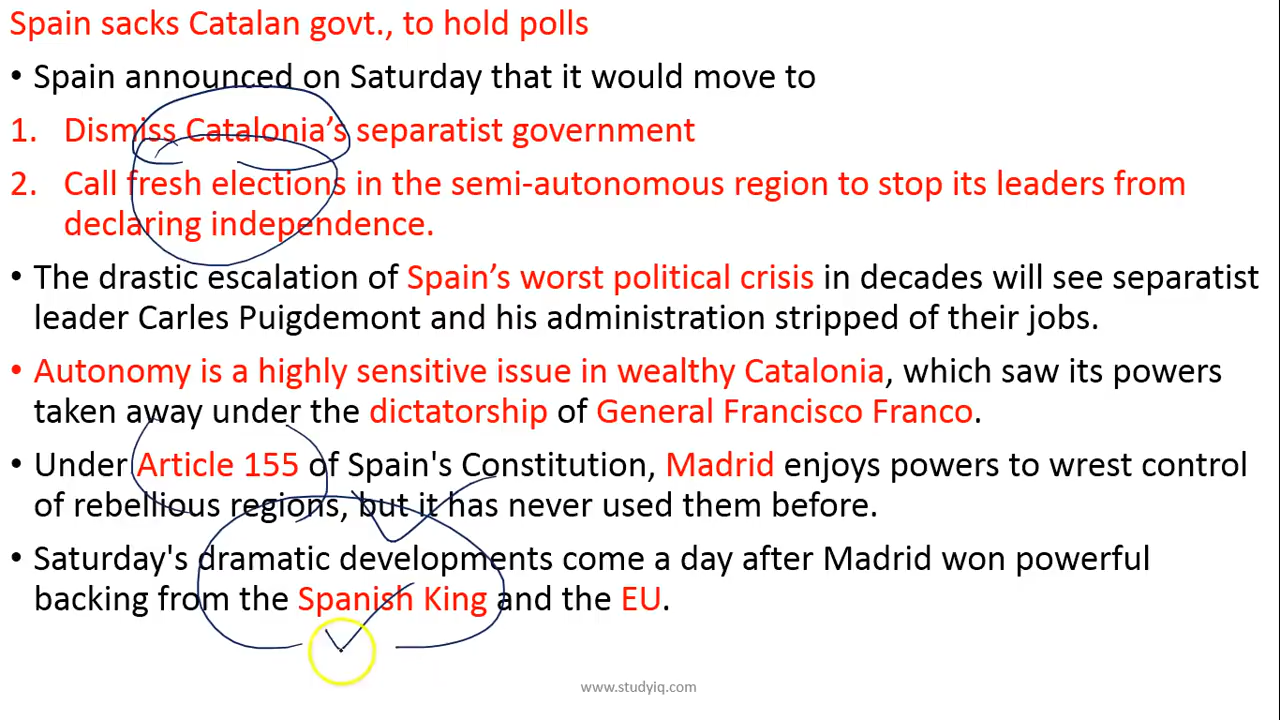 Spain sacks Catalan govt., to hold polls
• Spain announced on Saturday that it would move to
1. Dismiss Catalonia’s separatist government
2. Call fresh elections in the semi-autonomous region to stop its leaders from
declaring independence.
• The drastic escalation of Spain’s worst political crisis in decades will see separatist
leader Carles Puigdemont and his administration stripped of their jobs.
• Autonomy is a highly sensitive issue in wealthy Catalonia, which saw its powers
taken away under the dictatorship of General Francisco Franco.
• Under Article 155 of Spain's Constitution, Madrid enjoys powers to wrest control
of rebellious regions, but it has never used them before.
• Saturday's dramatic developments come a day after Madrid won powerful
backing from the Spanish King and the EU.
www.studyiq.com